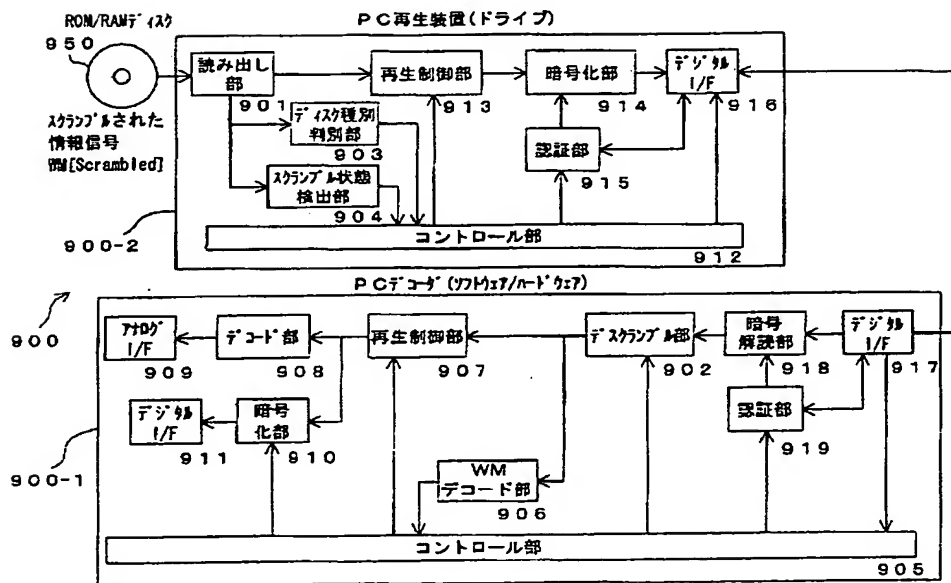 ROM/RAMディスク
950
スクランブルされた
情報信号
WM[Scrambled]
PC再生装置(ドライブ)
読み出し
部
901
再生制御部
913
暗号化部
914
デジタル
I/F
916
ディスク種別
判別部
903
認証部
915
スクランブル状態
検出部
904
コントロール部
912
900-2
PCデコーダ(ソフトウェア/ハードウェア)
900
アナログ
I/F
909
デコード部
908
再生制御部
907
デスクランブル部
902
暗号
解読部
918
デジタル
I/F
917
デジタル
I/F
911
暗号
化部
910
認証部
919
WM
デコード部
906
900-1
コントロール部
905